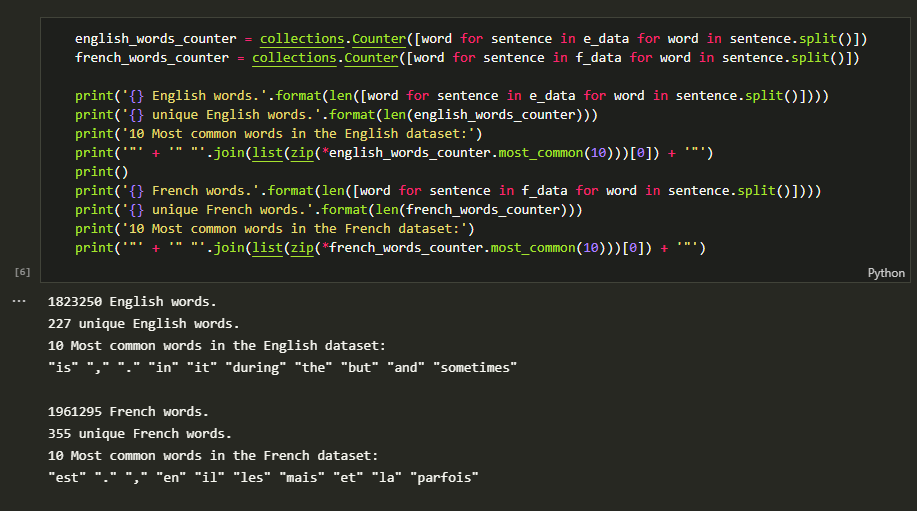 english_words_counter = collections.Counter([word for sentence in e_data for word in sentence.split()])
french_words_counter = collections.Counter([word for sentence in f_data for word in sentence.split()])
print('{} English words.'.format(len([word for sentence in e_data for word in sentence.split()])))
print('{} unique English words.'.format(len(english_words_counter)))
print('10 Most common words in the English dataset:')
print('"' + '" "'.join(list(zip(*english_words_counter.most_common(10)))[0]) + '"')
print()
print('{} French words.'.format(len([word for sentence in f_data for word in sentence.split()])))
print('{} unique French words.'.format(len(french_words_counter)))
print('10 Most common words in the French dataset:')
print('"' + '" "'.join(list(zip(*french_words_counter.most_common(10)))[0]) + '"')
[6]
Python
...
1823250 English words.
227 unique English words.
10 Most common words in the English dataset:
"is" "," "." "in" "it" "during" "the" "but" "and" "sometimes"
1961295 French words.
355 unique French words.
10 Most common words in the French dataset:
"est" "." "," "en" "il" "les" "mais" "et" "la" "parfois"